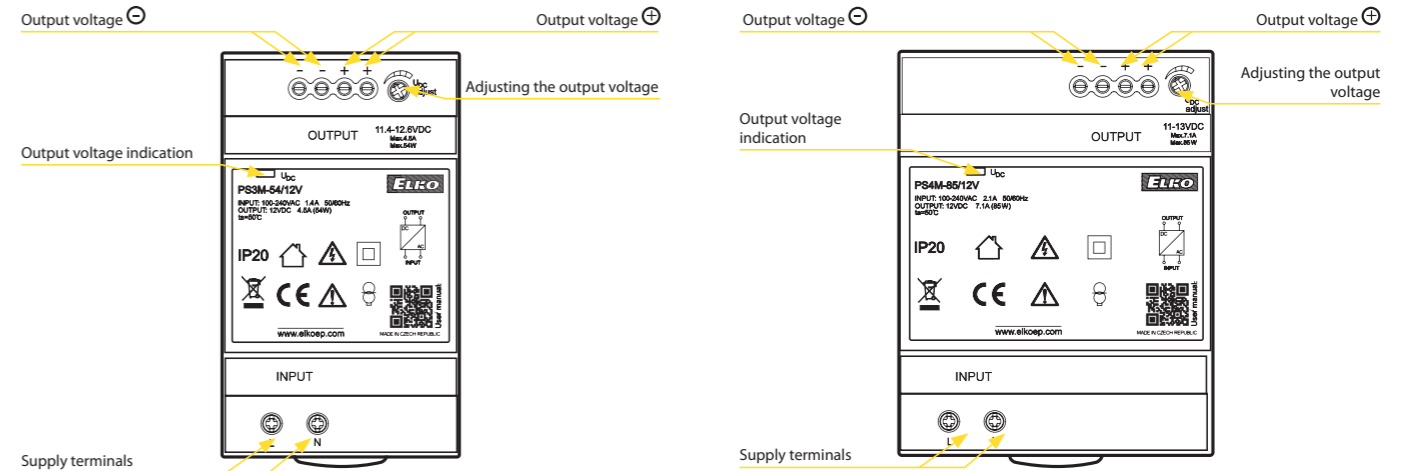 Output voltage ⊖
Output voltage ⊕
− − + +
UDC
adjust
Adjusting the output voltage
OUTPUT
11.4-12.6VDC
Max.4.5A
Max.54W
Output voltage indication
UDC
PS3M-54/12V
ELKO
INPUT: 100-240VAC 1.4A 50/60Hz
OUTPUT: 12VDC 4.5A (54W)
OUTPUT
DC
AC
INPUT
IP20
CE
User manual:
www.elkoep.com
MADE IN CZECH REPUBLIC
INPUT
L N
Supply terminals
Output voltage ⊖
Output voltage ⊕
− − + +
UDC
adjust
Adjusting the output
voltage
OUTPUT
11-13VDC
Max.7.1A
Max.85W
Output voltage
indication
UDC
PS4M-85/12V
ELKO
INPUT: 100-240VAC 2.1A 50/60Hz
OUTPUT: 12VDC 7.1A (85W)
OUTPUT
DC
AC
INPUT
IP20
CE
User manual:
www.elkoep.com
MADE IN CZECH REPUBLIC
INPUT
L
Supply terminals